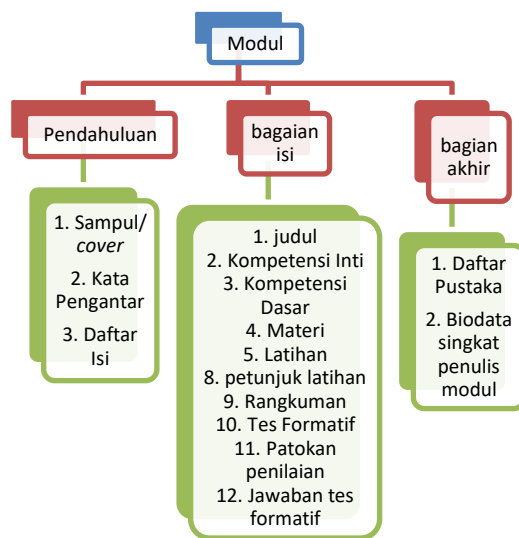 Modul
Pendahuluan
1. Sampul/
cover
2. Kata
Pengantar
3. Daftar
Isi
bagaian
isi
1. judul
2. Kompetensi Inti
3. Kompetensi
Dasar
4. Materi
5. Latihan
8. petunjuk latihan
9. Rangkuman
10. Tes Formatif
11. Patokan
penilaian
12. Jawaban tes
formatif
bagian
akhir
1. Daftar
Pustaka
2. Biodata
singkat
penulis
modul